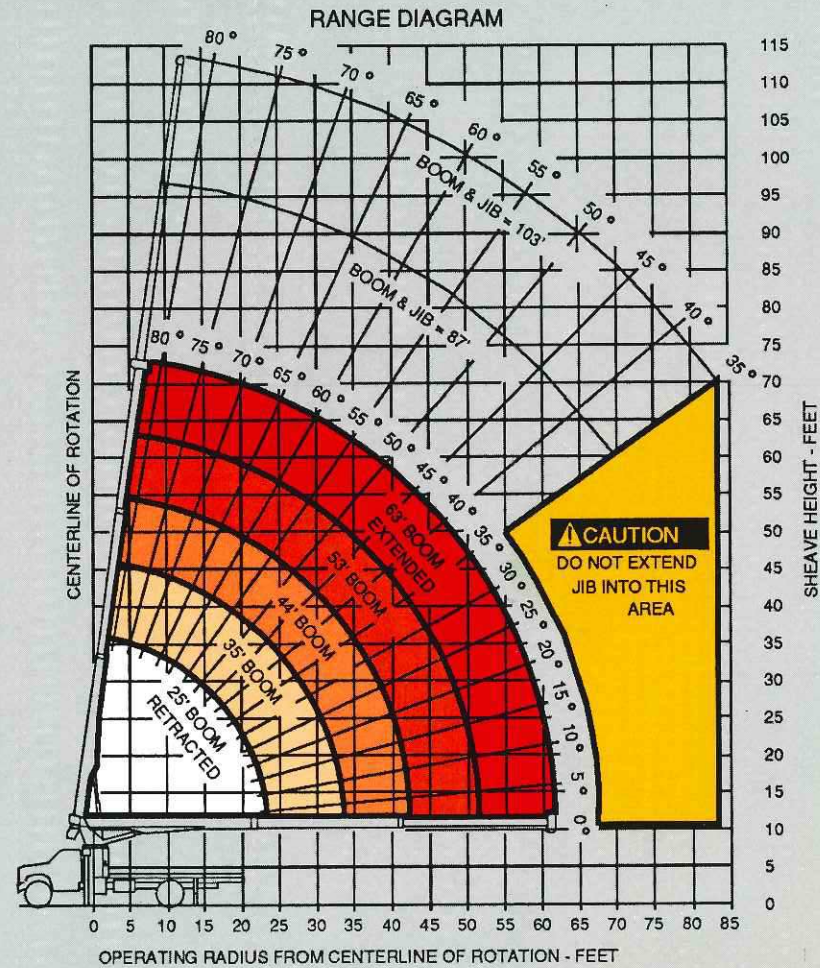 RANGE DIAGRAM
80°
75°
70°
65°
60°
55°
50°
45°
40°
35°
BOOM & JIB = 103'
BOOM & JIB = 87'
80°
75°
70°
65°
60°
55°
50°
45°
40°
35°
30°
25°
20°
15°
10°
5°
0°
63' BOOM
EXTENDED
53' BOOM
44' BOOM
35' BOOM
25' BOOM
RETRACTED
CAUTION
DO NOT EXTEND
JIB INTO THIS
AREA
CENTERLINE OF ROTATION
115
110
105
100
95
90
85
80
75
70
65
60
55
50
45
40
35
30
25
20
15
10
5
0
SHEAVE HEIGHT - FEET
0 5 10 15 20 25 30 35 40 45 50 55 60 65 70 75 80 85
OPERATING RADIUS FROM CENTERLINE OF ROTATION - FEET